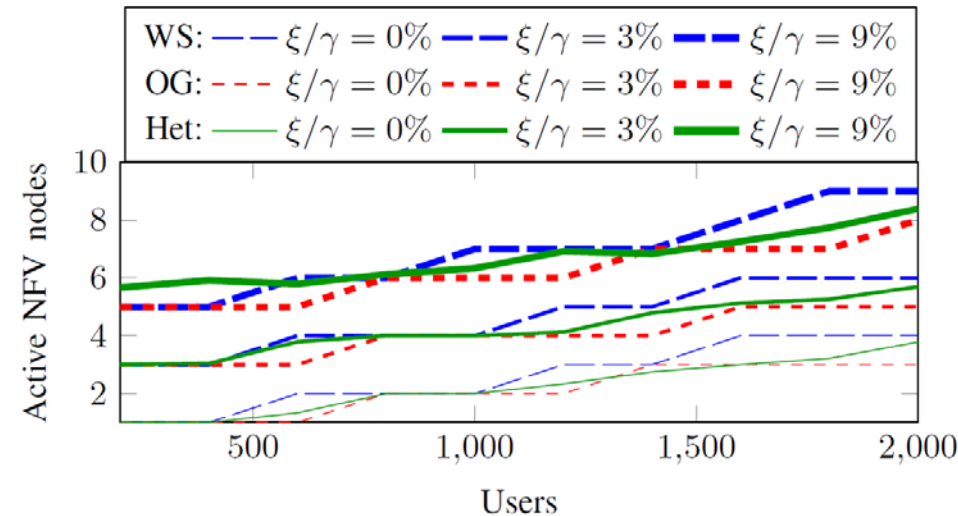 WS: ξ/γ = 0% ξ/γ = 3% ξ/γ = 9%
OG: ξ/γ = 0% ξ/γ = 3% ξ/γ = 9%
Het: ξ/γ = 0% ξ/γ = 3% ξ/γ = 9%
Active NFV nodes
10
8
6
4
2
500 1,000 1,500 2,000
Users